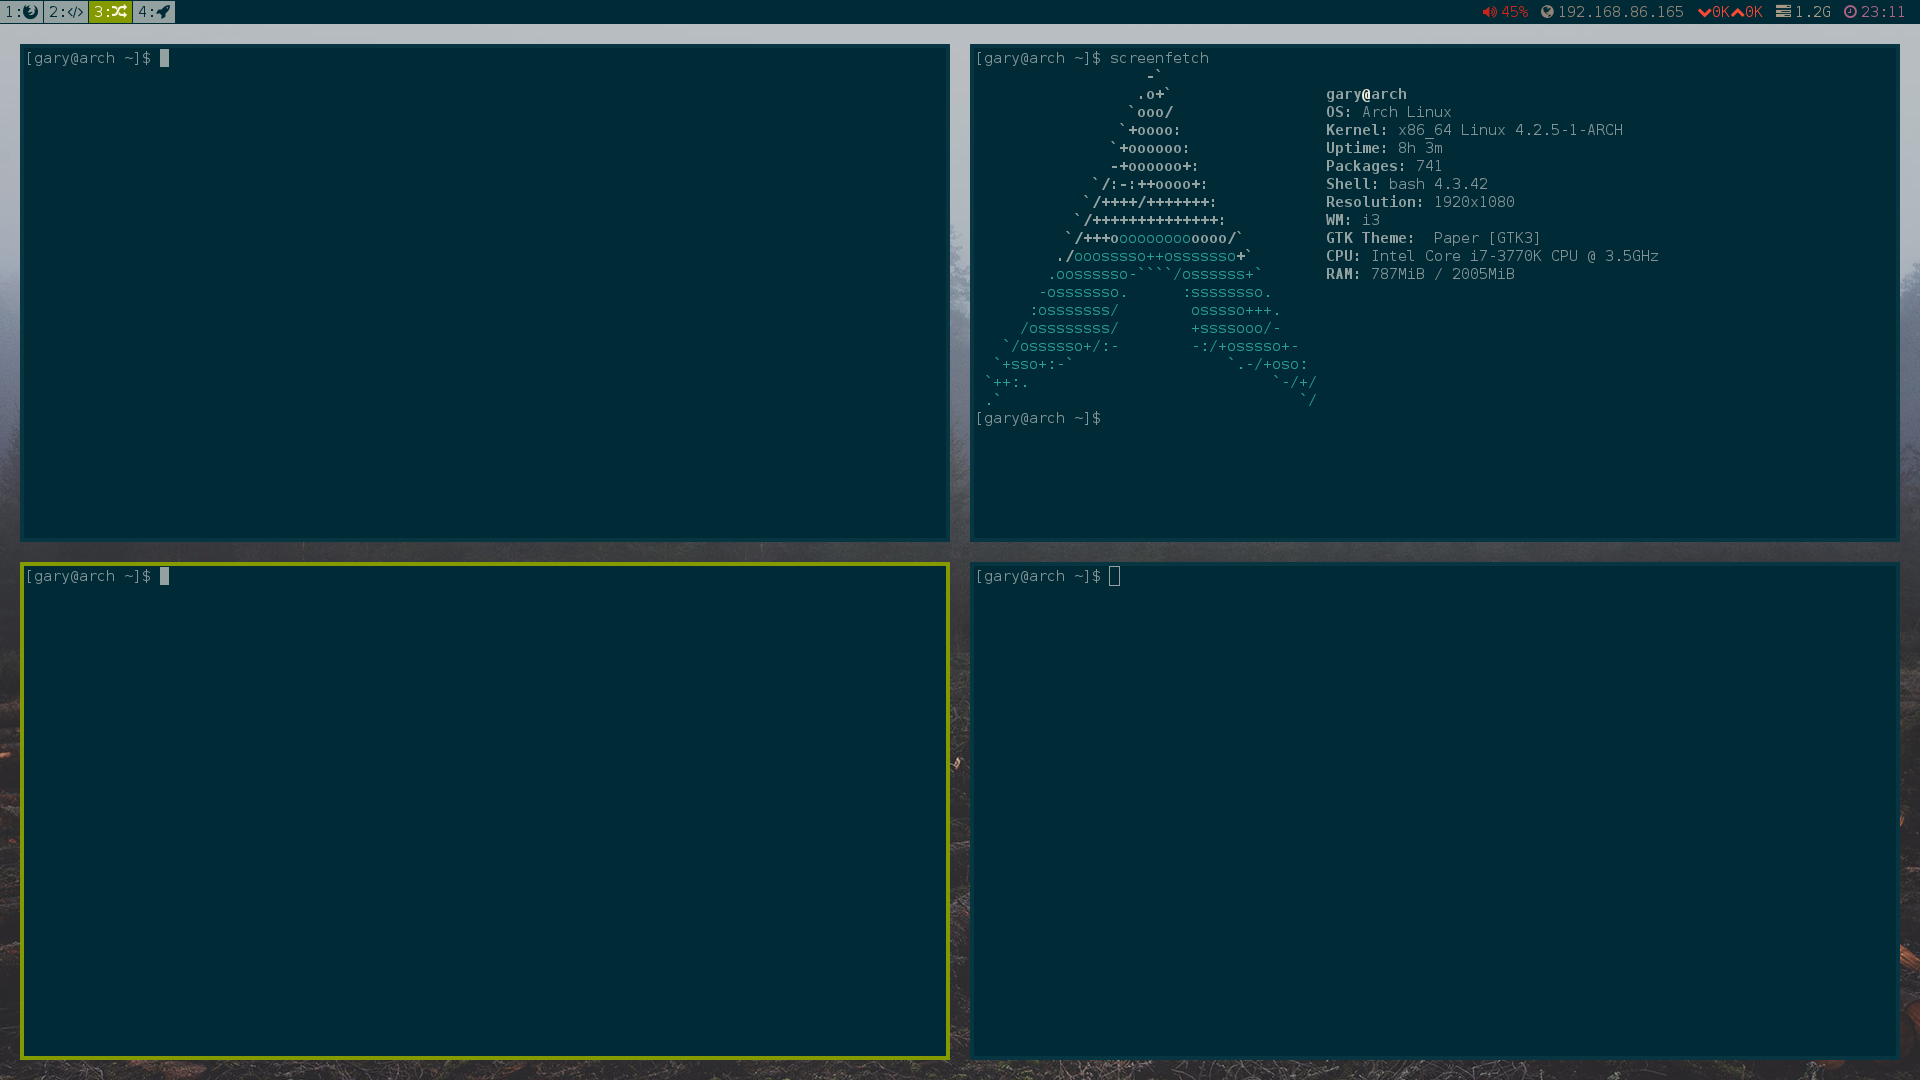 1: 2: 3: 4: 45% 192.168.86.165 0K 0K 1.2G 23:11
[gary@arch ~]$
[gary@arch ~]$ screenfetch
                   -`
                  .o+`                 gary@arch
                 `ooo/                 OS: Arch Linux
                `+oooo:                Kernel: x86_64 Linux 4.2.5-1-ARCH
               `+oooooo:               Uptime: 8h 3m
               -+oooooo+:              Packages: 741
             `/:-:++oooo+:             Shell: bash 4.3.42
            `/++++/+++++++:            Resolution: 1920x1080
           `/++++++++++++++:           WM: i3
          `/+++ooooooooooooo/`         GTK Theme:  Paper [GTK3]
         ./ooosssso++osssssso+`        CPU: Intel Core i7-3770K CPU @ 3.5GHz
        .oossssso-````/ossssss+`       RAM: 787MiB / 2005MiB
       -osssssso.      :ssssssso.
      :osssssss/        osssso+++.
     /ossssssss/        +ssssooo/-
   `/ossssso+/:-        -:/+osssso+-
  `+sso+:-`                 `.-/+oso:
 `++:.                           `-/+/
 .`                                 `/
[gary@arch ~]$
[gary@arch ~]$
[gary@arch ~]$